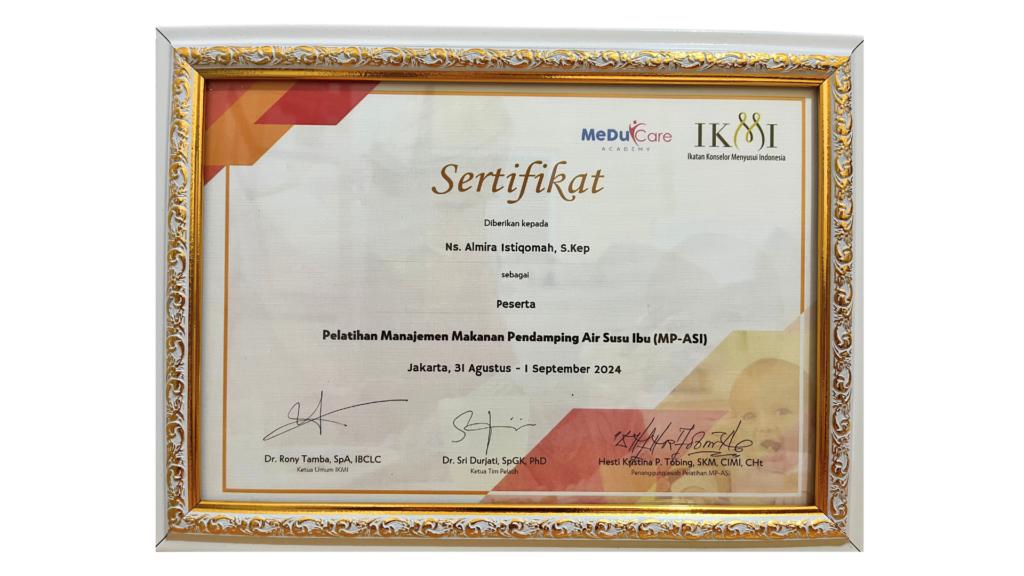 MeDuCare
ACADEMY
IKMI
Ikatan Konselor Menyusui Indonesia
Sertifikat
Diberikan kepada
Ns. Almira Istiqomah, S.Kep
sebagai
Peserta
Pelatihan Manajemen Makanan Pendamping Air Susu Ibu (MP-ASI)
Jakarta, 31 Agustus - 1 September 2024
Dr. Rony Tamba, SpA, IBCLC
Ketua Umum IKMI
Dr. Sri Durjati, SpGK, PhD
Ketua Tim Pelatih
Hesti Kristina P. Tobing, SKM, CIMI, CHt
Penanggungjawab Pelatihan MP-ASI